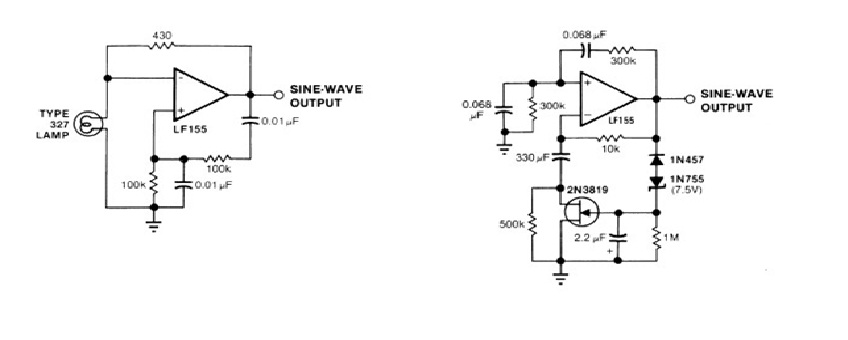 430
-
+
LF155
SINE-WAVE
OUTPUT
TYPE
327
LAMP
0.01 µF
100k
100k
0.01 µF
0.068 µF
300k
0.068
µF
300k
+
-
LF155
SINE-WAVE
OUTPUT
10k
330 µF
1N457
1N755
(7.5V)
2N3819
500k
2.2 µF
+
1M